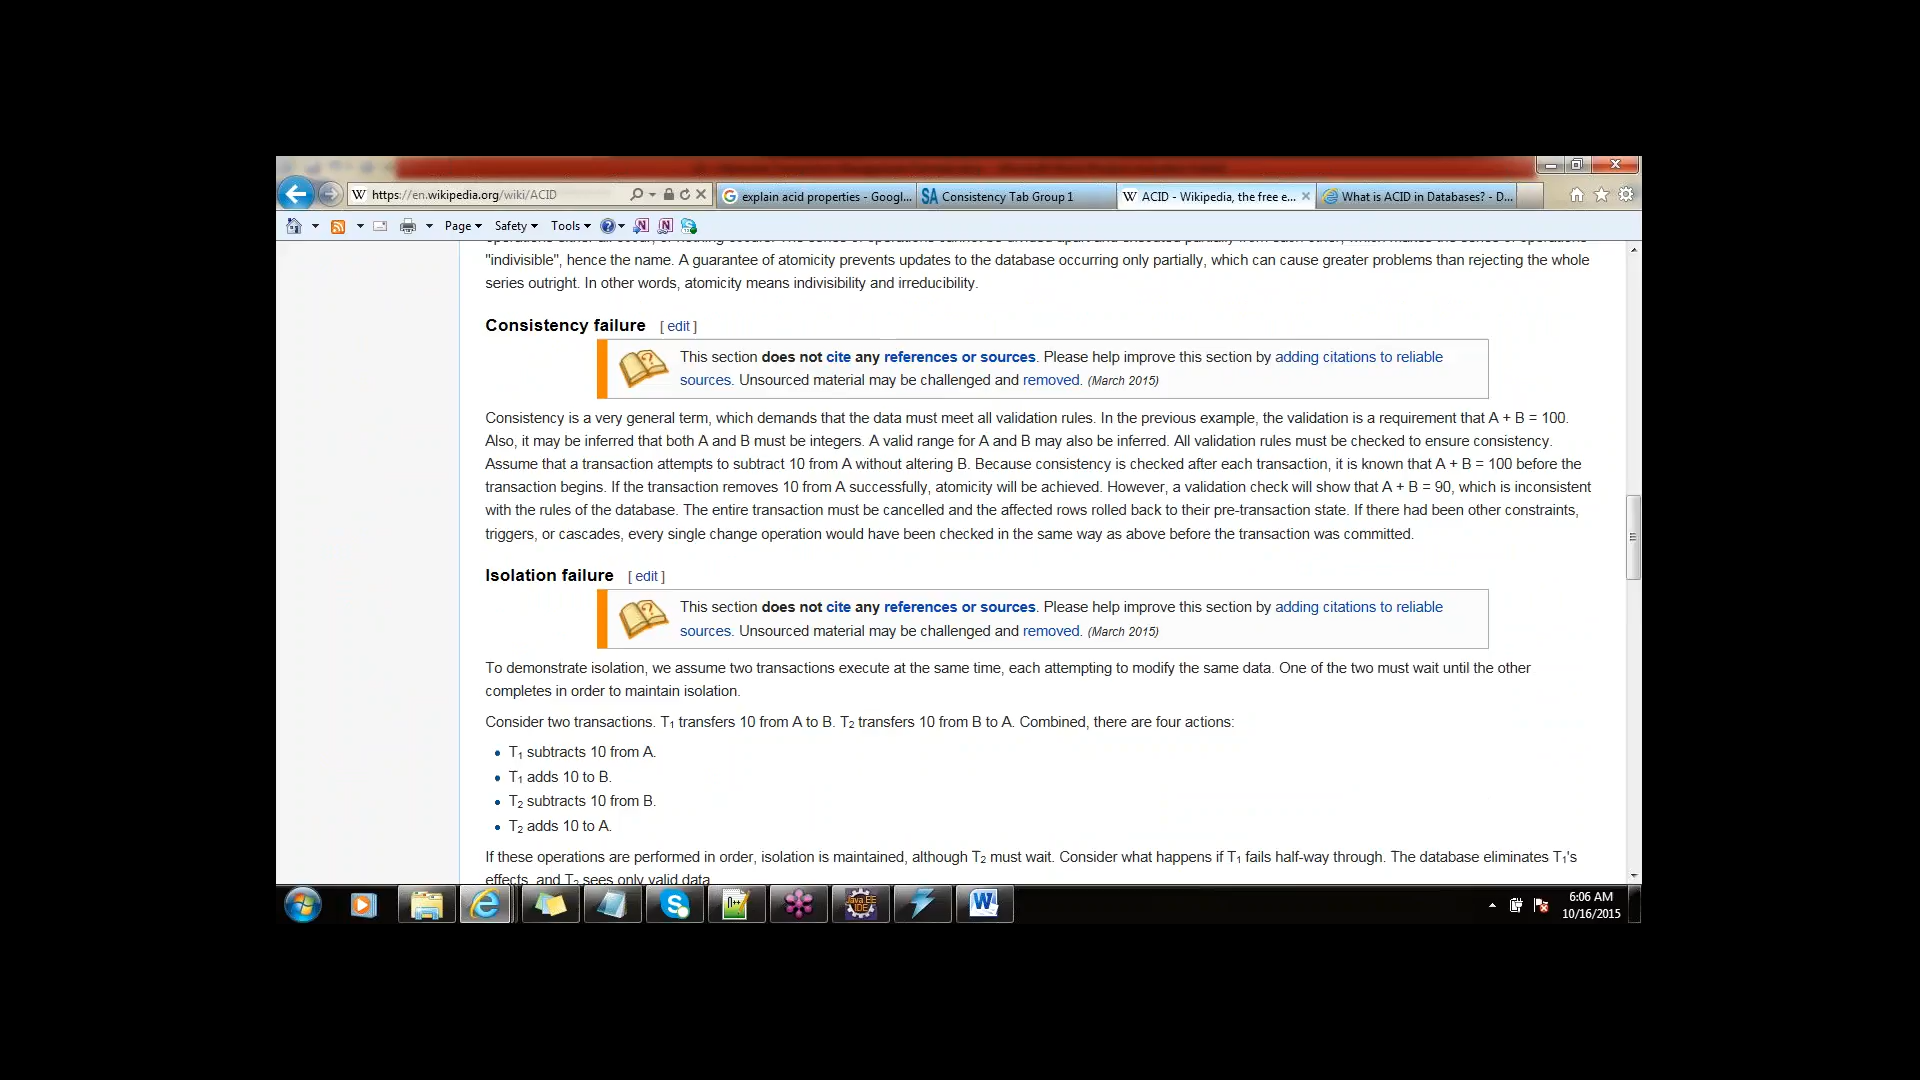 https://en.wikipedia.org/wiki/ACID
explain acid properties - Googl...
SA Consistency Tab Group 1
W ACID - Wikipedia, the free e...
What is ACID in Databases? - D...
Page
Safety
Tools
"indivisible", hence the name. A guarantee of atomicity prevents updates to the database occurring only partially, which can cause greater problems than rejecting the whole
series outright. In other words, atomicity means indivisibility and irreducibility.
Consistency failure [ edit ]
This section does not cite any references or sources. Please help improve this section by adding citations to reliable
sources. Unsourced material may be challenged and removed. (March 2015)
Consistency is a very general term, which demands that the data must meet all validation rules. In the previous example, the validation is a requirement that A + B = 100.
Also, it may be inferred that both A and B must be integers. A valid range for A and B may also be inferred. All validation rules must be checked to ensure consistency.
Assume that a transaction attempts to subtract 10 from A without altering B. Because consistency is checked after each transaction, it is known that A + B = 100 before the
transaction begins. If the transaction removes 10 from A successfully, atomicity will be achieved. However, a validation check will show that A + B = 90, which is inconsistent
with the rules of the database. The entire transaction must be cancelled and the affected rows rolled back to their pre-transaction state. If there had been other constraints,
triggers, or cascades, every single change operation would have been checked in the same way as above before the transaction was committed.
Isolation failure [ edit ]
This section does not cite any references or sources. Please help improve this section by adding citations to reliable
sources. Unsourced material may be challenged and removed. (March 2015)
To demonstrate isolation, we assume two transactions execute at the same time, each attempting to modify the same data. One of the two must wait until the other
completes in order to maintain isolation.
Consider two transactions. T₁ transfers 10 from A to B. T₂ transfers 10 from B to A. Combined, there are four actions:
• T₁ subtracts 10 from A.
• T₁ adds 10 to B.
• T₂ subtracts 10 from B.
• T₂ adds 10 to A.
If these operations are performed in order, isolation is maintained, although T₂ must wait. Consider what happens if T₁ fails half-way through. The database eliminates T₁'s
effects, and T₂ sees only valid data
Java EE
IDE
6:06 AM
10/16/2015